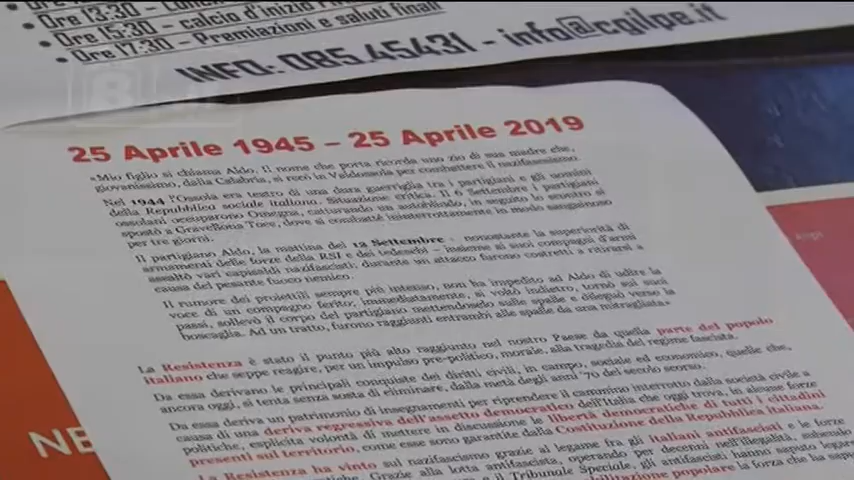 • Ore 15:30 – calcio d'inizio Fin
• Ore 17:30 – Premiazioni e saluti finali
INFO: 085.454331 – info@cgilpe.it
25 Aprile 1945 – 25 Aprile 2019
«Mio figlio si chiama Aldo. Il nome che porta ricorda uno zio di sua madre che,
giovanissimo, dalla Calabria, si recò in Valdossola per combattere il nazifascismo.
Nel 1944 l'Ossola era teatro di una dura guerriglia tra i partigiani e gli uomini
della Repubblica Sociale Italiana. Situazione critica. Il 6 Settembre i partigiani
ossolani occuparono Omegna, catturando un autoblindo, in seguito lo scontro si
spostò a Gravellona Toce, dove si combatté ininterrottamente in modo sanguinoso
per tre giorni.
Il partigiano Aldo, la mattina del 13 Settembre - nonostante la superiorità di
armamenti delle forze della RSI e dei tedeschi – insieme ai suoi compagni d'armi
assaltò vari capisaldi nazifascisti: durante un attacco furono costretti a ritirarsi a
causa del pesante fuoco nemico.
Il rumore dei proiettili sempre più intenso, non ha impedito ad Aldo di udire la
voce di un compagno ferito; immediatamente, si voltò indietro, tornò sui suoi
passi, sollevò il corpo del partigiano mettendoselo sulle spalle e dileguò verso la
boscaglia. Ad un tratto, furono raggiunti entrambi alle spalle da una mitragliata.»
La Resistenza è stato il punto più alto raggiunto nel nostro Paese da quella parte del popolo
italiano che seppe reagire, per un impulso pre-politico, morale, alla tragedia del regime fascista.
Da essa derivano le principali conquiste dei diritti civili, in campo, sociale ed economico, quelle che,
ancora oggi, si tenta senza sosta di eliminare, dalla metà degli anni '70 del secolo scorso.
Da essa deriva un patrimonio di insegnamenti per riprendere il cammino interrotto dalla società civile a
causa di una deriva regressiva dell'assetto democratico dell'Italia che oggi trova, in alcune forze
politiche, esplicita volontà di mettere in discussione le libertà democratiche di tutti i cittadini
presenti sul territorio, come esse sono garantite dalla Costituzione della Repubblica Italiana.
La Resistenza ha vinto sul nazifascismo grazie al legame fra gli Italiani antifascisti e le forze
NE